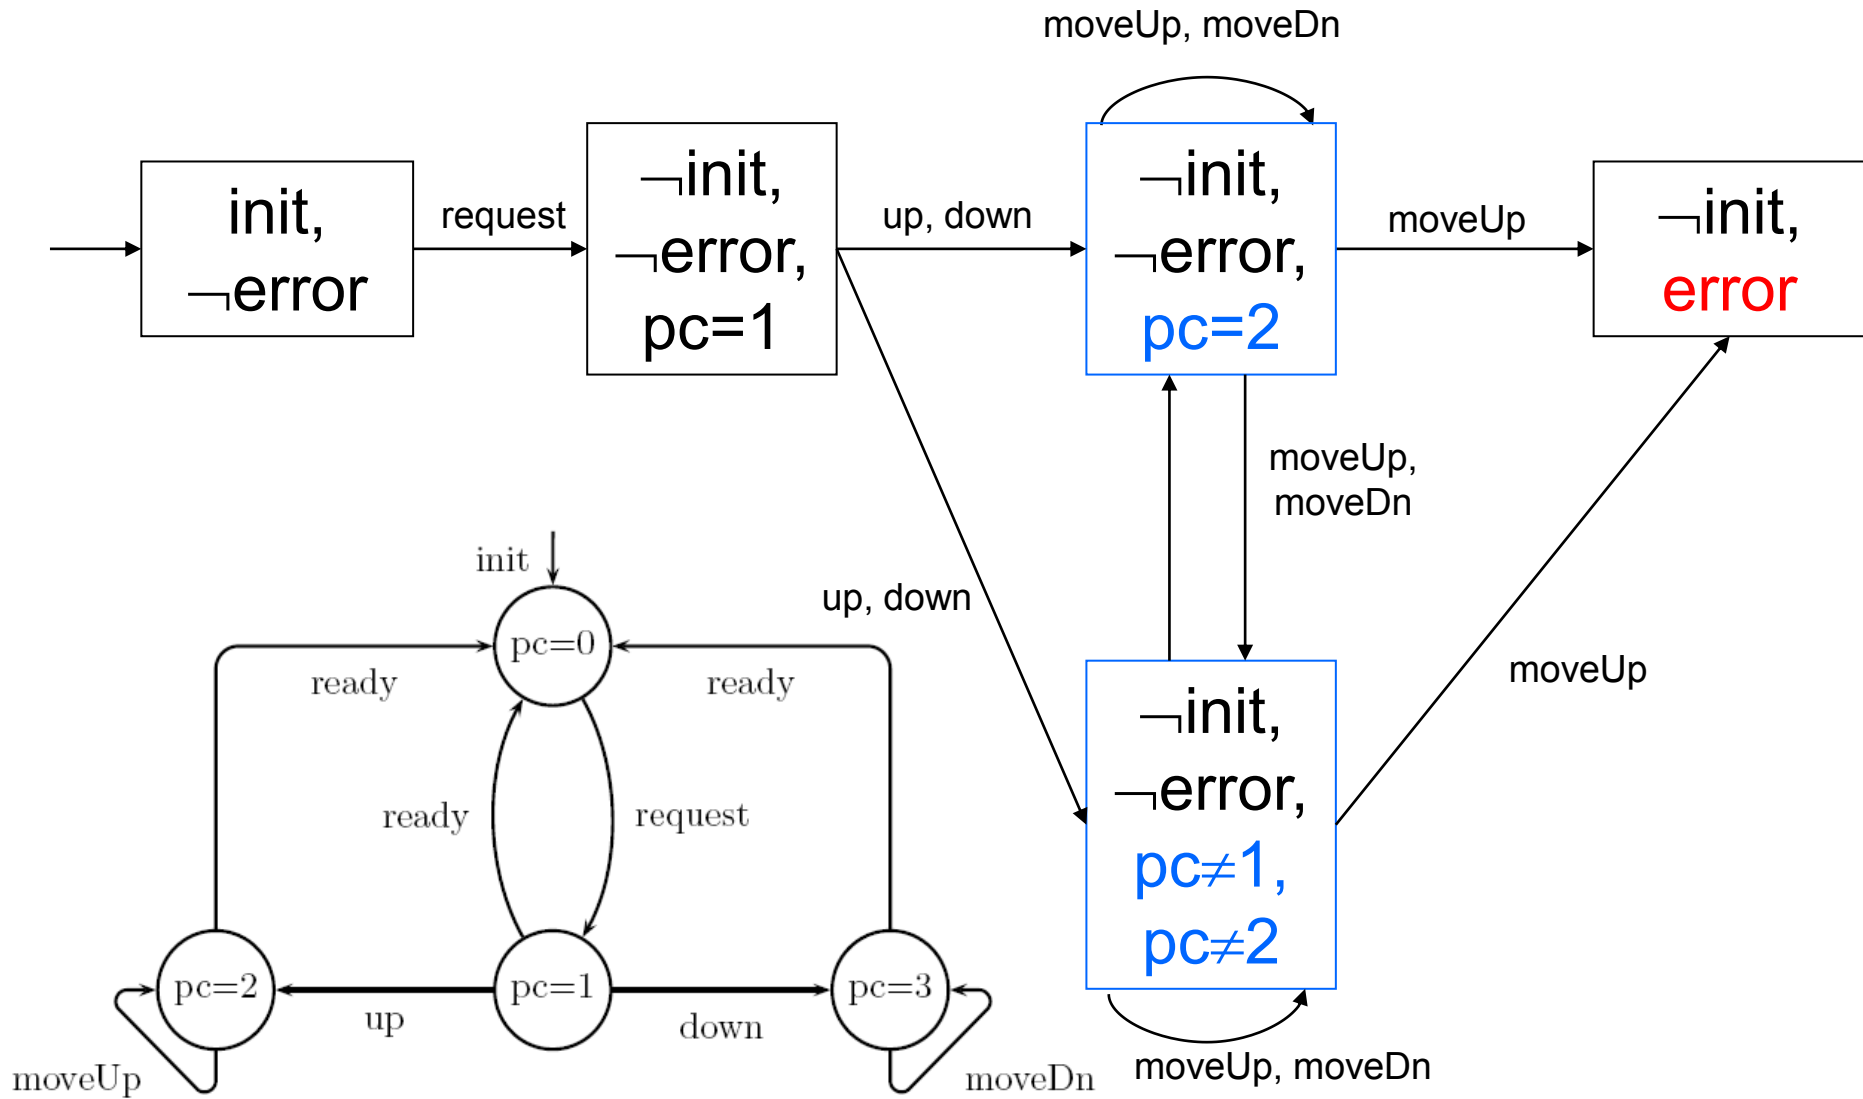 moveUp, moveDn
init,
¬error
request
¬init,
¬error,
pc=1
up, down
¬init,
¬error,
pc=2
moveUp
¬init,
error
moveUp,
moveDn
up, down
moveUp
¬init,
¬error,
pc≠1,
pc≠2
moveUp, moveDn
init
pc=0
ready
ready
ready
request
pc=2
pc=1
pc=3
up
down
moveUp
moveDn